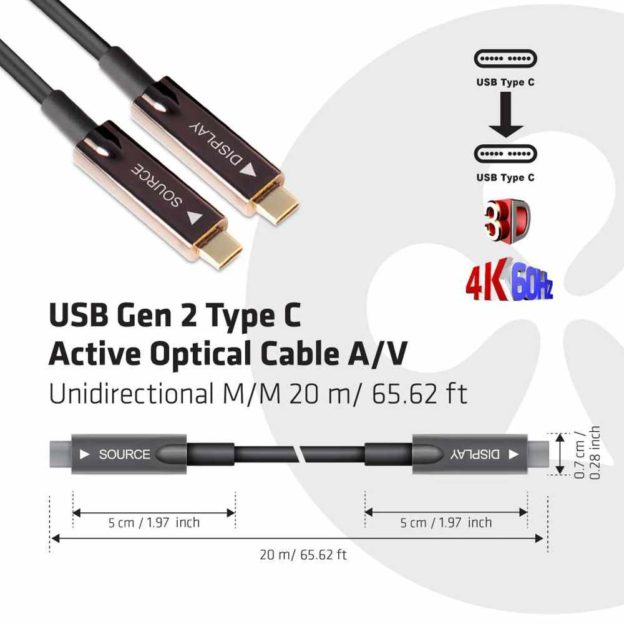 DISPLAY
SOURCE
USB Type C
USB Type C
3D
4K60Hz
USB Gen 2 Type C
Active Optical Cable A/V
Unidirectional M/M 20 m/ 65.62 ft
SOURCE
DISPLAY
0.7 cm /
0.28 inch
5 cm / 1.97 inch
5 cm / 1.97 inch
20 m/ 65.62 ft